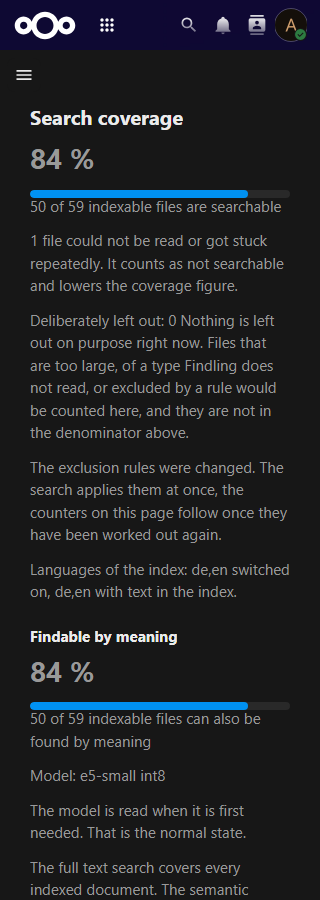 A
Search coverage
84 %
50 of 59 indexable files are searchable
1 file could not be read or got stuck
repeatedly. It counts as not searchable
and lowers the coverage figure.
Deliberately left out: 0 Nothing is left
out on purpose right now. Files that
are too large, of a type Findling does
not read, or excluded by a rule would
be counted here, and they are not in
the denominator above.
The exclusion rules were changed. The
search applies them at once, the
counters on this page follow once they
have been worked out again.
Languages of the index: de,en switched
on, de,en with text in the index.
Findable by meaning
84 %
50 of 59 indexable files can also be
found by meaning
Model: e5-small int8
The model is read when it is first
needed. That is the normal state.
The full text search covers every
indexed document. The semantic